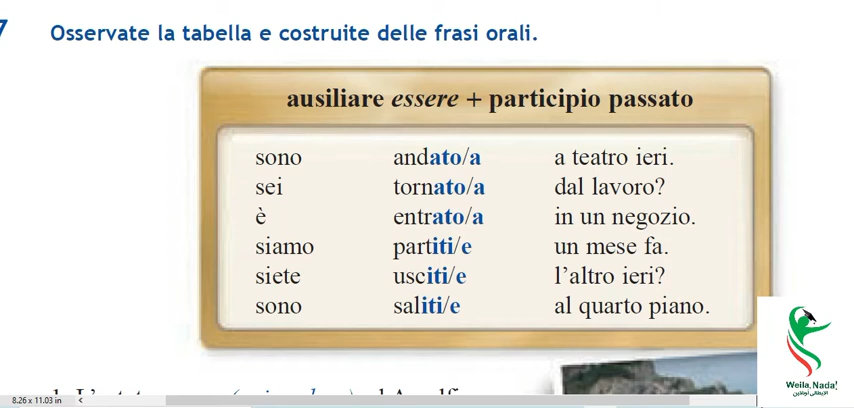 7
Osservate la tabella e costruite delle frasi orali.
ausiliare essere + participio passato
sono andato/a a teatro ieri.
sei tornato/a dal lavoro?
è entrato/a in un negozio.
siamo partiti/e un mese fa.
siete usciti/e l'altro ieri?
sono saliti/e al quarto piano.
Weila, Nada!
الإيطالي أونلاين
8.26 x 11.03 in